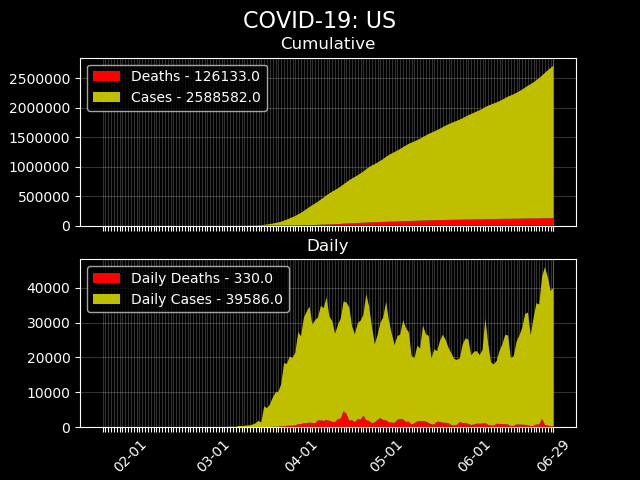 COVID-19: US
Cumulative
Deaths - 126133.0
Cases - 2588582.0
2500000
2000000
1500000
1000000
500000
0
Daily
Daily Deaths - 330.0
Daily Cases - 39586.0
40000
30000
20000
10000
0
02-01
03-01
04-01
05-01
06-01
06-29